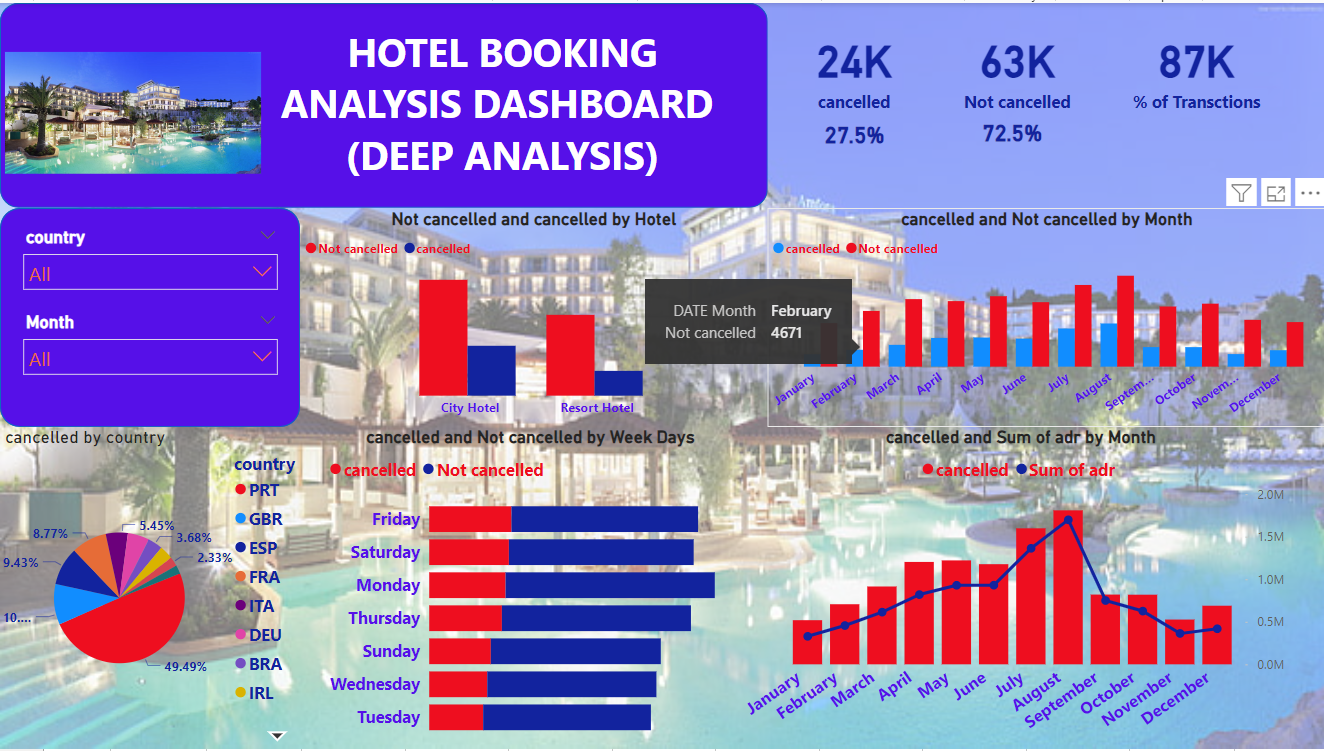 HOTEL BOOKING
ANALYSIS DASHBOARD
(DEEP ANALYSIS)
24K
cancelled
27.5%
63K
Not cancelled
72.5%
87K
% of Transctions
country
All
Month
All
Not cancelled and cancelled by Hotel
Not cancelled cancelled
City Hotel Resort Hotel
cancelled and Not cancelled by Month
cancelled Not cancelled
DATE Month February
Not cancelled 4671
January February March April May June July August Septem... October Novem... December
cancelled by country
5.45%
8.77%
3.68%
2.33%
9.43%
10....
49.49%
country
PRT
GBR
ESP
FRA
ITA
DEU
BRA
IRL
cancelled and Not cancelled by Week Days
cancelled Not cancelled
Friday
Saturday
Monday
Thursday
Sunday
Wednesday
Tuesday
cancelled and Sum of adr by Month
cancelled Sum of adr
2.0M
1.5M
1.0M
0.5M
0.0M
January February March April May June July August September October November December